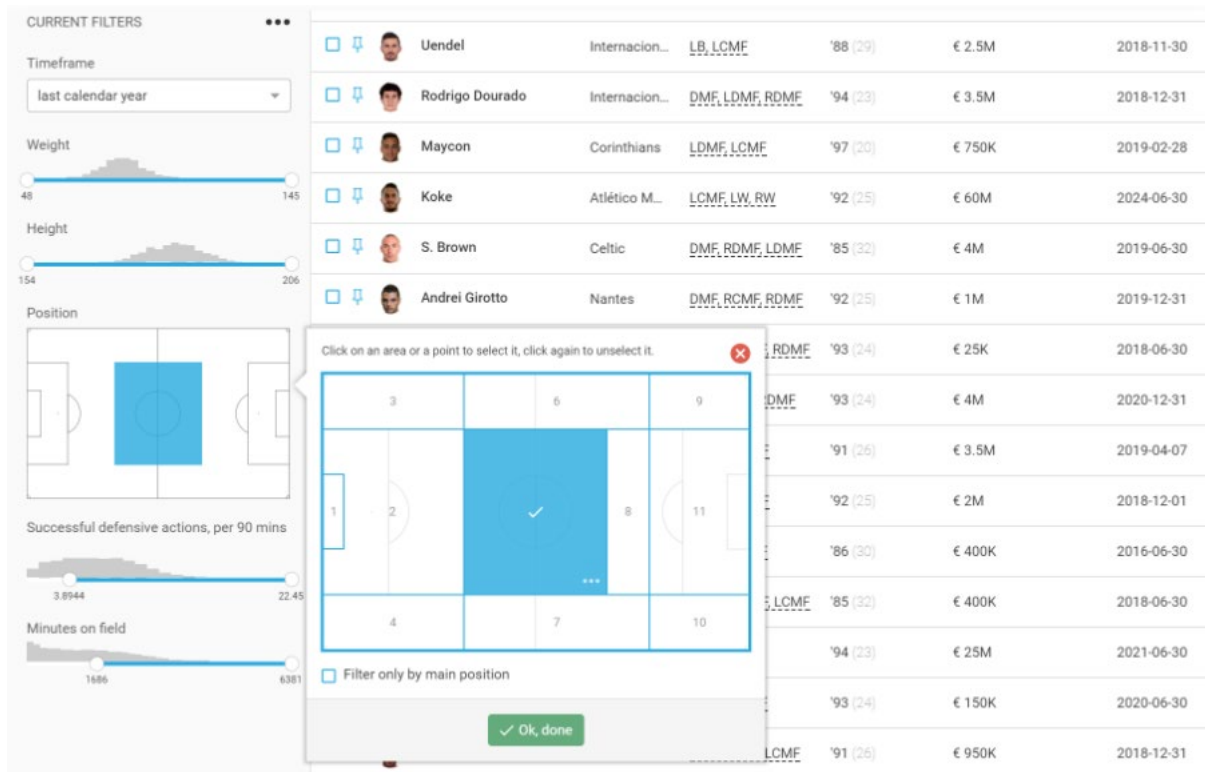 CURRENT FILTERS •••
Timeframe
last calendar year
Weight
48 145
Height
154 206
Position
Successful defensive actions, per 90 mins
3.8944 22.45
Minutes on field
1686 6381
Uendel Internacion... LB, LCMF '88 (29) € 2.5M 2018-11-30
Rodrigo Dourado Internacion... DMF, LDMF, RDMF '94 (23) € 3.5M 2018-12-31
Maycon Corinthians LDMF, LCMF '97 (20) € 750K 2019-02-28
Koke Atlético M... LCMF, LW, RW '92 (25) € 60M 2024-06-30
S. Brown Celtic DMF, RDMF, LDMF '85 (32) € 4M 2019-06-30
Andrei Girotto Nantes DMF, RCMF, RDMF '92 (25) € 1M 2019-12-31
, RDMF '93 (24) € 25K 2018-06-30
DMF '93 (24) € 4M 2020-12-31
'91 (26) € 3.5M 2019-04-07
'92 (25) € 2M 2018-12-01
'86 (30) € 400K 2016-06-30
, LCMF '85 (32) € 400K 2018-06-30
'94 (23) € 25M 2021-06-30
'93 (24) € 150K 2020-06-30
LCMF '91 (26) € 950K 2018-12-31
Click on an area or a point to select it, click again to unselect it.
3 6 9
1 2 8 11
4 7 10
Filter only by main position
Ok, done